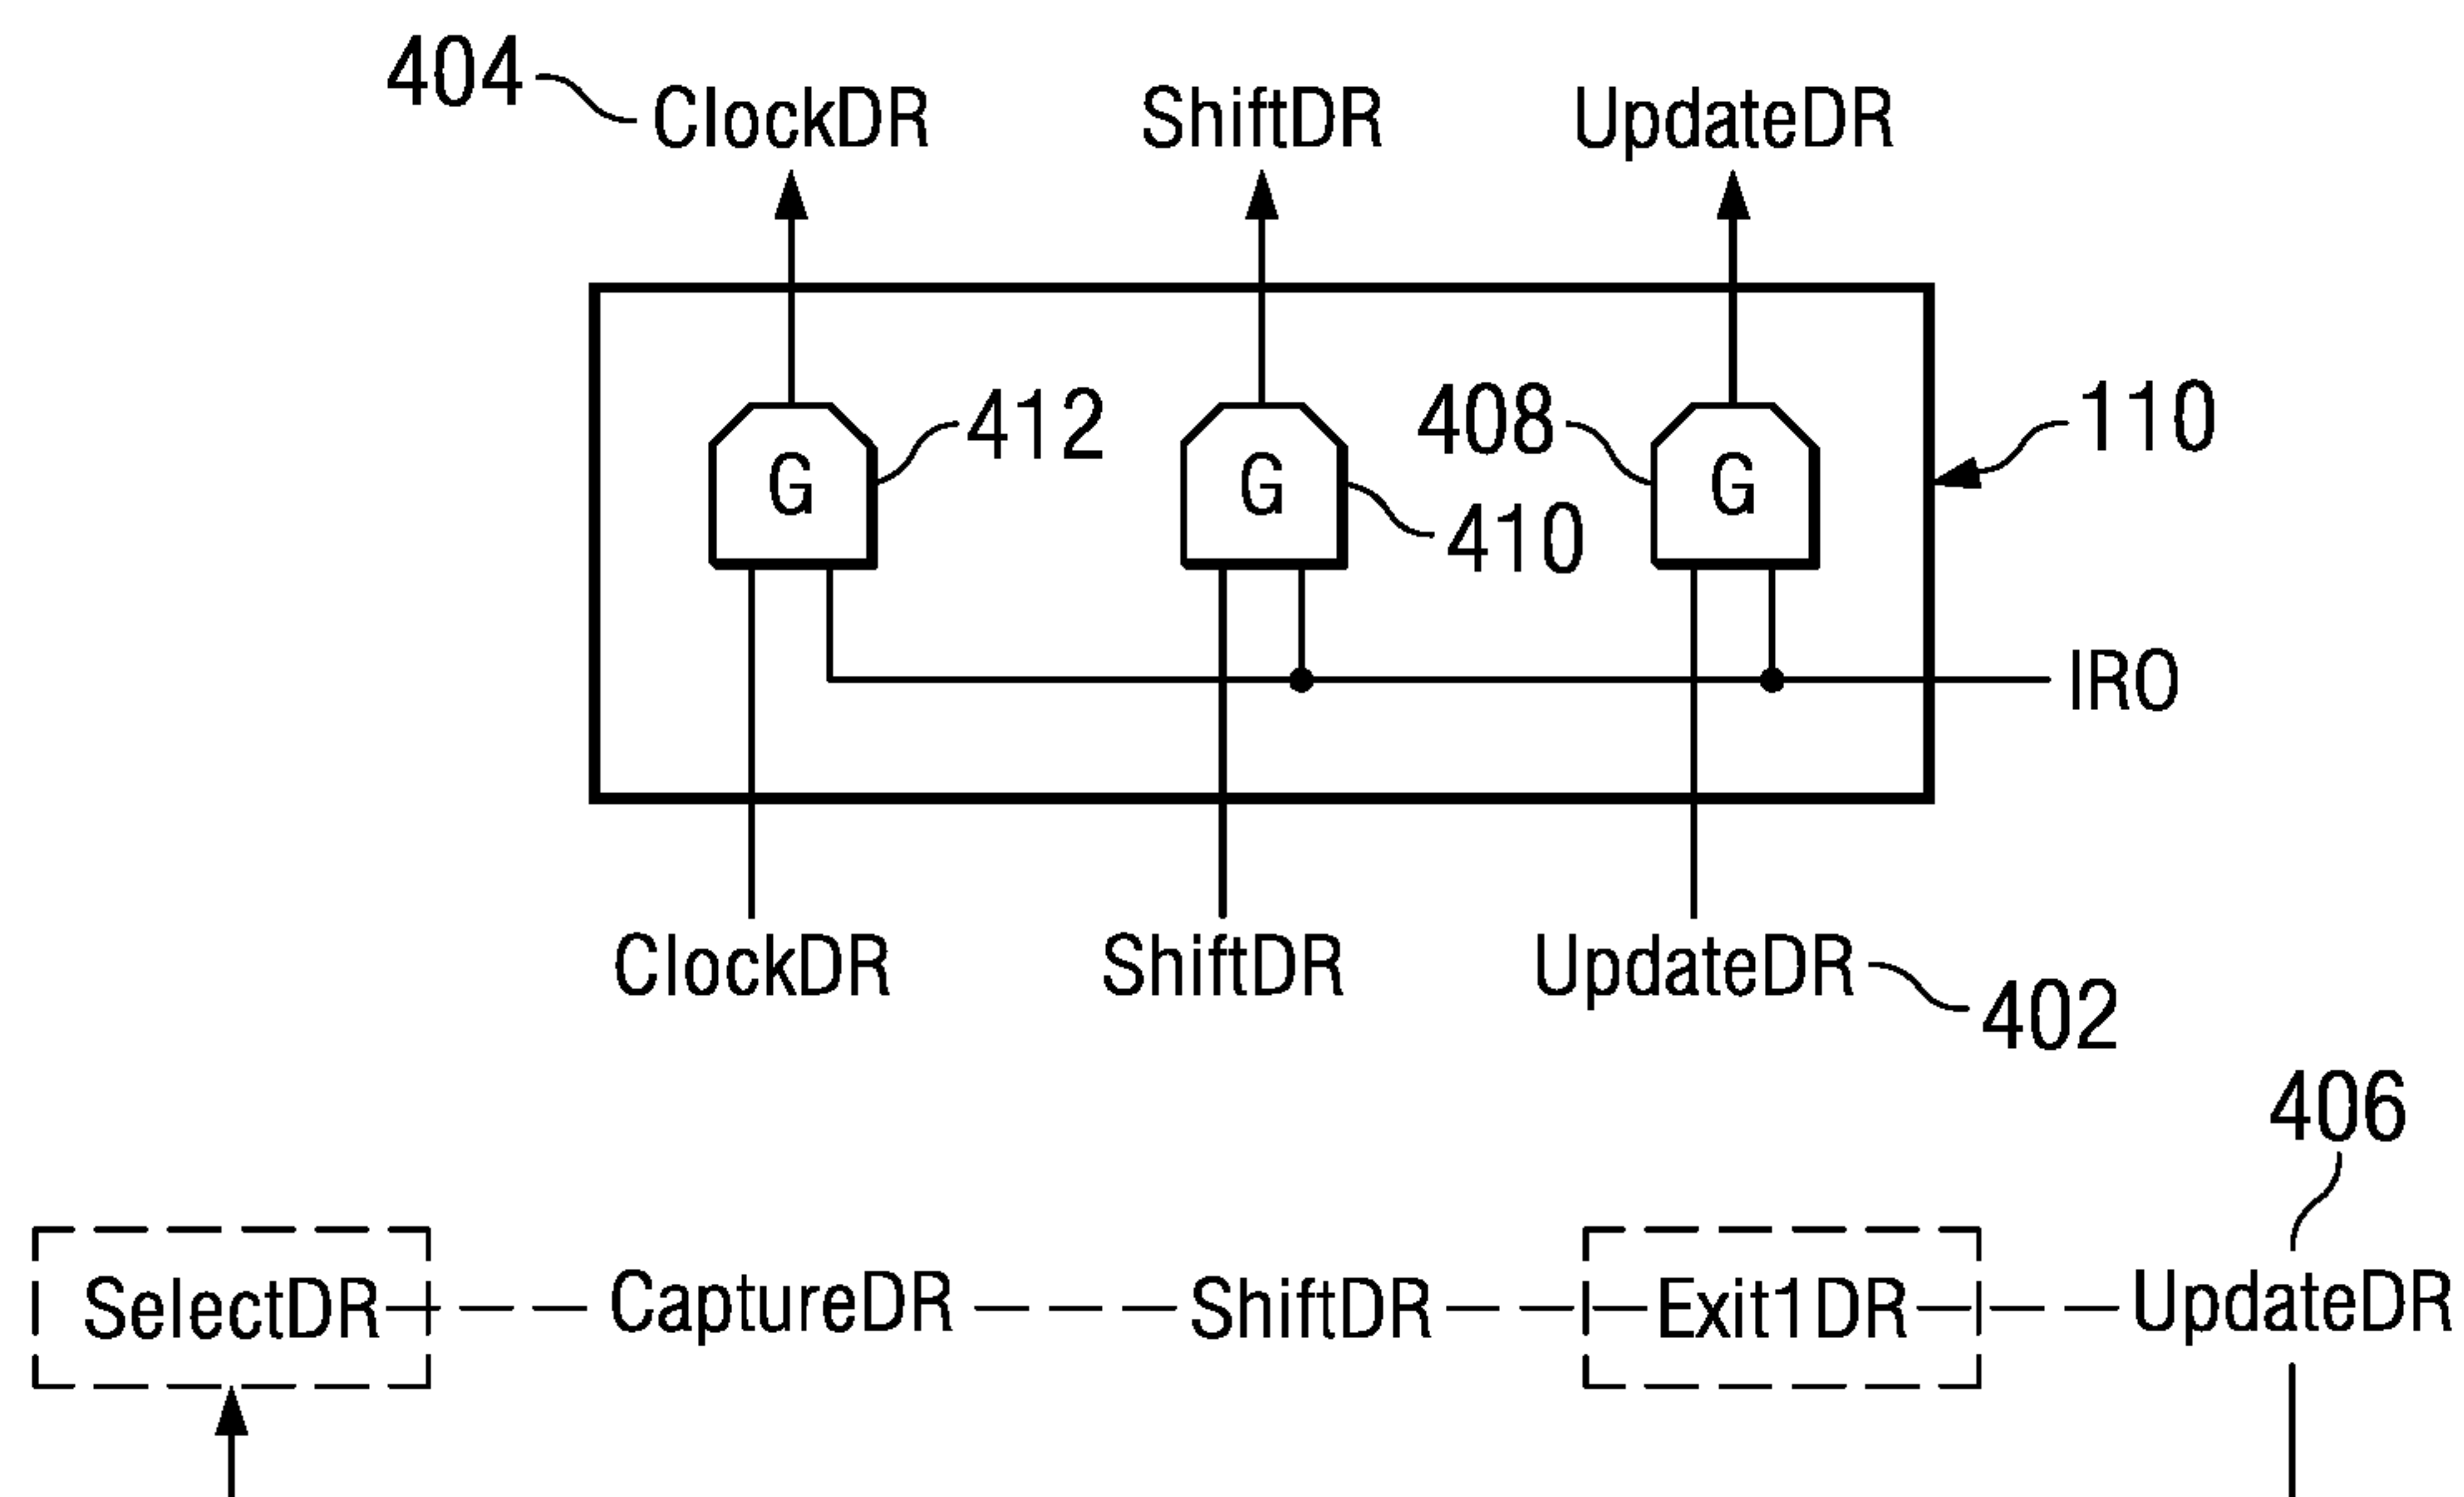 404 ClockDR ShiftDR UpdateDR
G 412 G 410 408 G 110
IRO
ClockDR ShiftDR UpdateDR 402
406
SelectDR CaptureDR ShiftDR Exit1DR UpdateDR